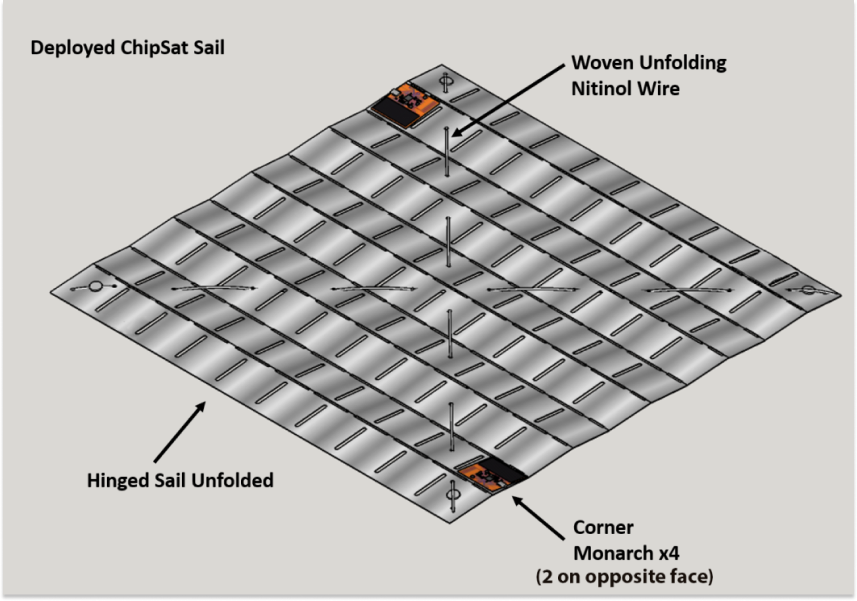 Deployed ChipSat Sail
Woven Unfolding
Nitinol Wire
Hinged Sail Unfolded
Corner
Monarch x4
(2 on opposite face)